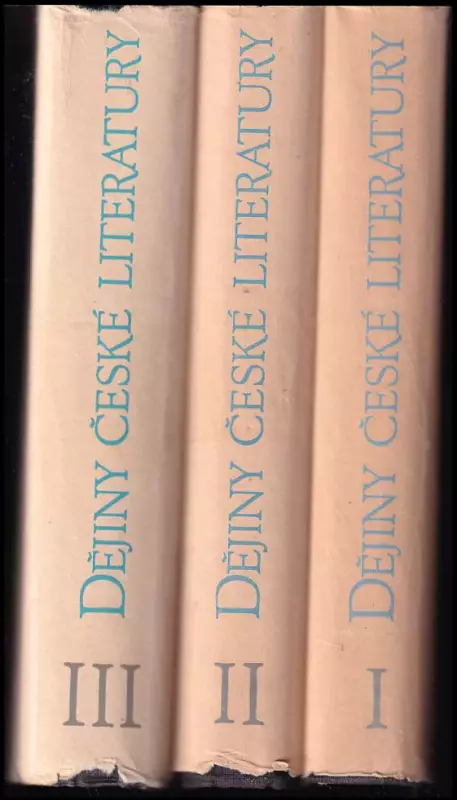 DĚJINY ČESKÉ LITERATURY
III
DĚJINY ČESKÉ LITERATURY
II
DĚJINY ČESKÉ LITERATURY
I